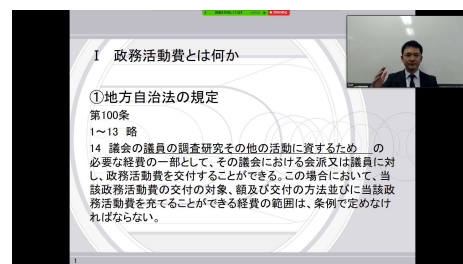 Ⅰ 政務活動費とは何か
①地方自治法の規定
第100条
1～13 略
14 議会の議員の調査研究その他の活動に資するため の
必要な経費の一部として、その議会における会派又は議員に対
し、政務活動費を交付することができる。この場合において、当
該政務活動費の交付の対象、額及び交付の方法並びに当該政
務活動費を充てることができる経費の範囲は、条例で定めなけ
ればならない。
1